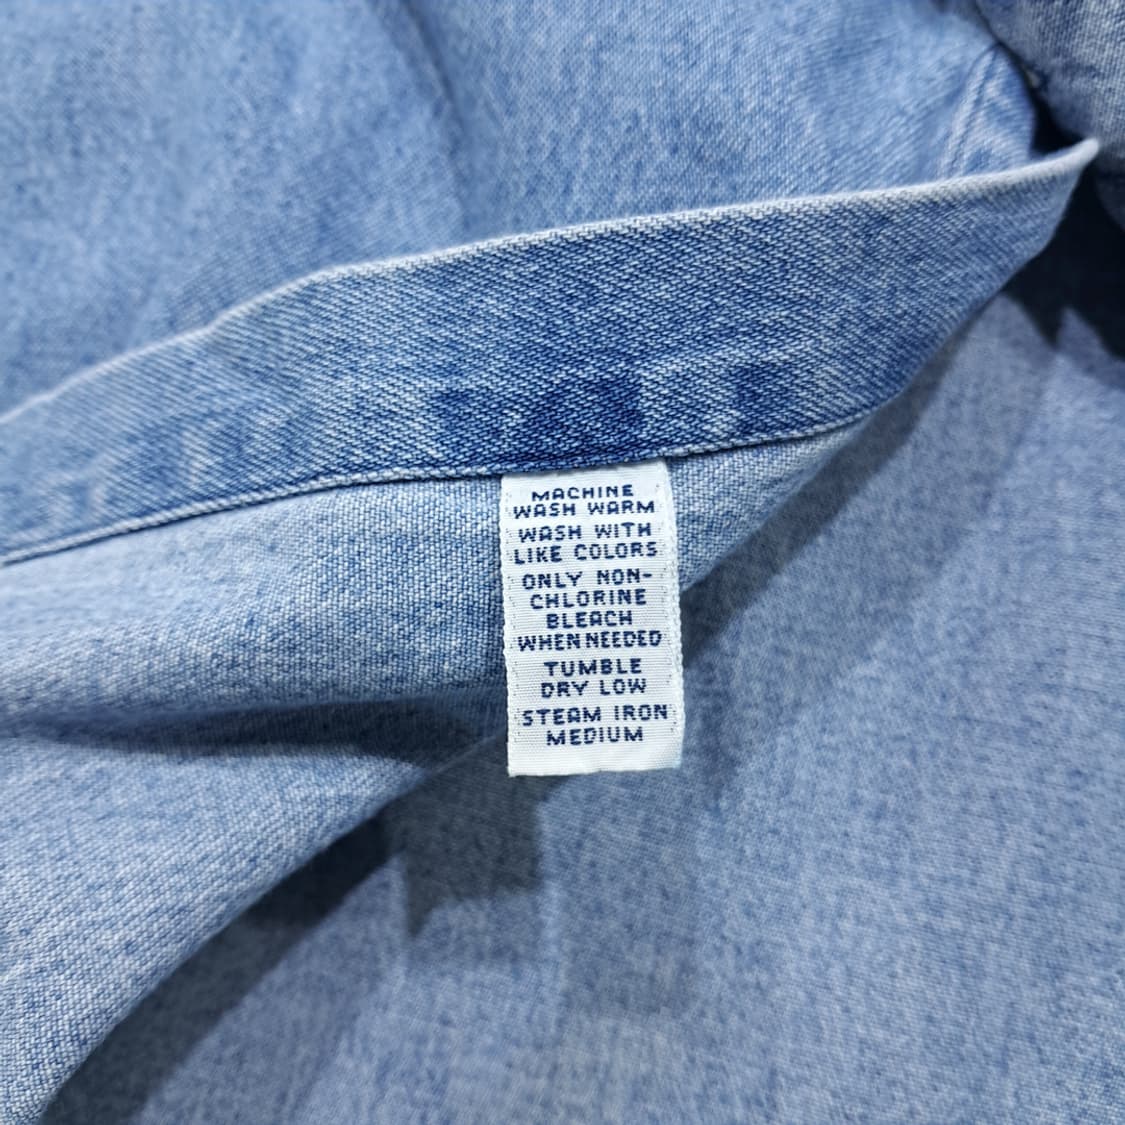 MACHINE
WASH WARM
WASH WITH
LIKE COLORS
ONLY NON-
CHLORINE
BLEACH
WHEN NEEDED
TUMBLE
DRY LOW
STEAM IRON
MEDIUM